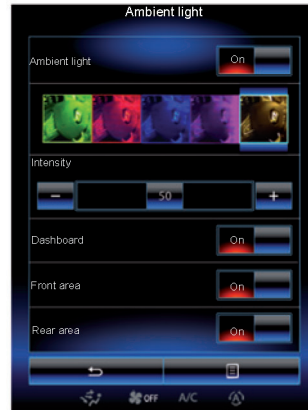 Ambient light
Ambient light On
Intensity
− 50 +
Dashboard On
Front area On
Rear area On
OFF A/C